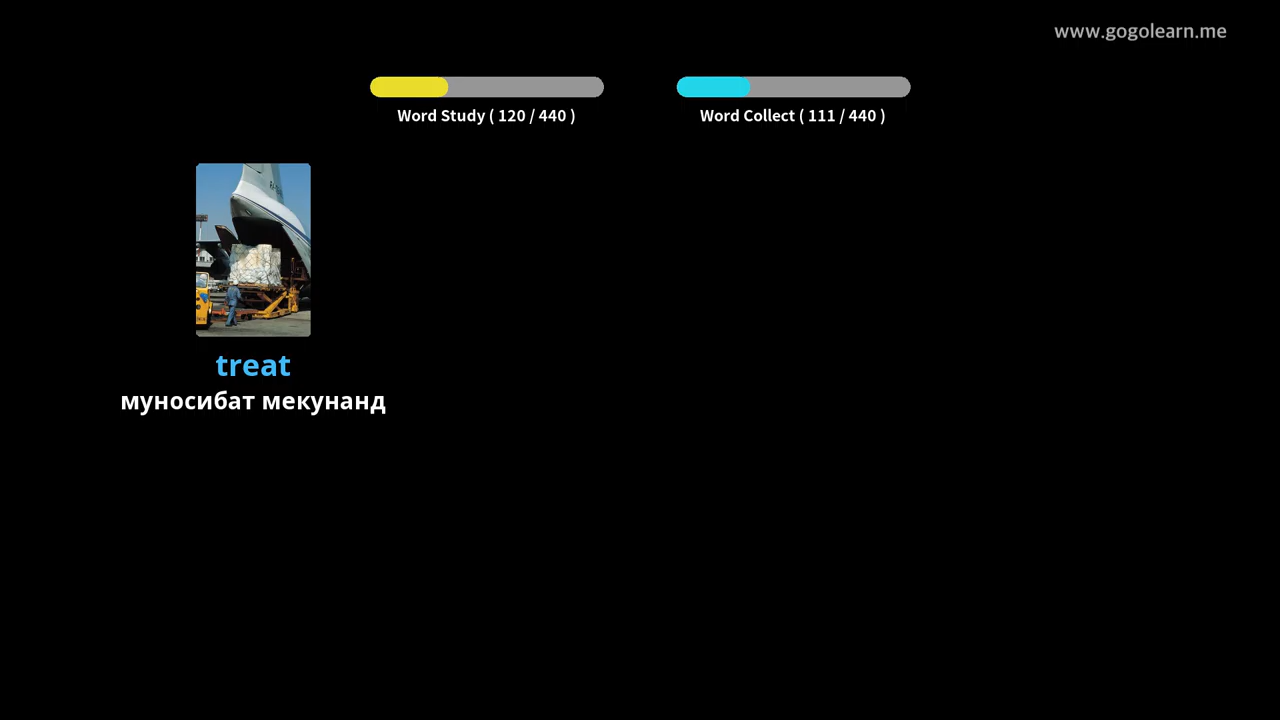 www.gogolearn.me
Word Study ( 120 / 440 )
Word Collect ( 111 / 440 )
treat
муносибат мекунанд